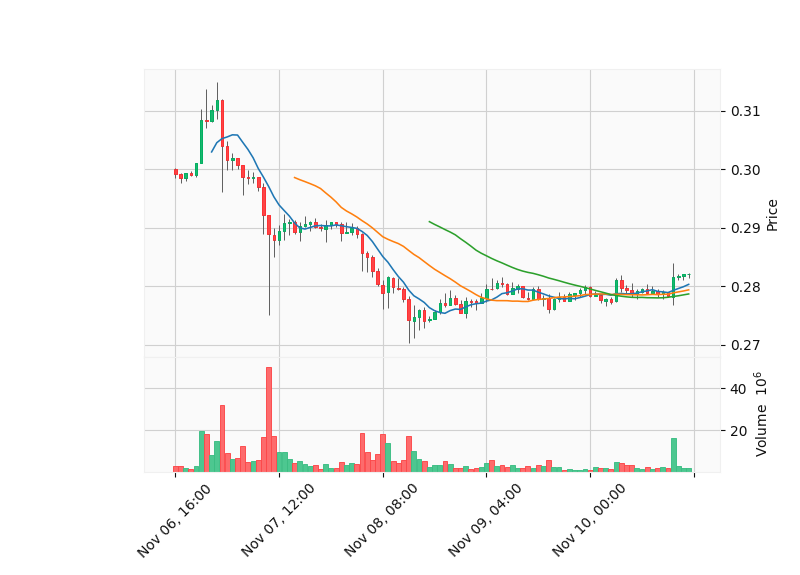 0.31
0.30
0.29
0.28
0.27
Price
40
20
Volume 10^6
Nov 06, 16:00
Nov 07, 12:00
Nov 08, 08:00
Nov 09, 04:00
Nov 10, 00:00